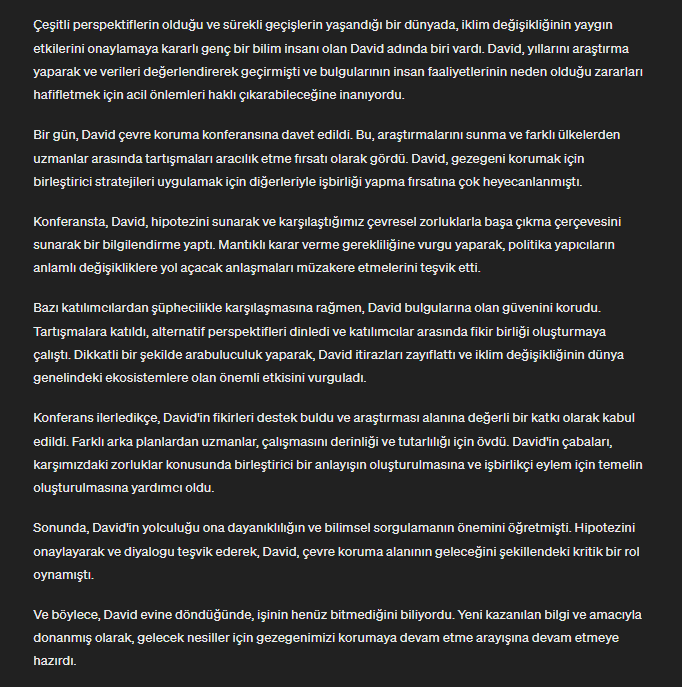 Çeşitli perspektiflerin olduğu ve sürekli geçişlerin yaşandığı bir dünyada, iklim değişikliğinin yaygın
etkilerini onaylamaya kararlı genç bir bilim insanı olan David adında biri vardı. David, yıllarını araştırma
yaparak ve verileri değerlendirerek geçirmişti ve bulgularının insan faaliyetlerinin neden olduğu zararları
hafifletmek için acil önlemleri haklı çıkarabileceğine inanıyordu.
Bir gün, David çevre koruma konferansına davet edildi. Bu, araştırmalarını sunma ve farklı ülkelerden
uzmanlar arasında tartışmaları aracılık etme fırsatı olarak gördü. David, gezegeni korumak için
birleştirici stratejileri uygulamak için diğerleriyle işbirliği yapma fırsatına çok heyecanlanmıştı.
Konferansta, David, hipotezini sunarak ve karşılaştığımız çevresel zorluklarla başa çıkma çerçevesini
sunarak bir bilgilendirme yaptı. Mantıklı karar verme gerekliliğine vurgu yaparak, politika yapıcıların
anlamlı değişikliklere yol açacak anlaşmaları müzakere etmelerini teşvik etti.
Bazı katılımcılardan şüphecilikle karşılaşmasına rağmen, David bulgularına olan güvenini korudu.
Tartışmalara katıldı, alternatif perspektifleri dinledi ve katılımcılar arasında fikir birliği oluşturmaya
çalıştı. Dikkatli bir şekilde arabuluculuk yaparak, David itirazları zayıflattı ve iklim değişikliğinin dünya
genelindeki ekosistemlere olan önemli etkisini vurguladı.
Konferans ilerledikçe, David'in fikirleri destek buldu ve araştırması alanına değerli bir katkı olarak kabul
edildi. Farklı arka planlardan uzmanlar, çalışmasını derinliği ve tutarlılığı için övdü. David'in çabaları,
karşımızdaki zorluklar konusunda birleştirici bir anlayışın oluşturulmasına ve işbirlikçi eylem için temelin
oluşturulmasına yardımcı oldu.
Sonunda, David'in yolculuğu ona dayanıklılığın ve bilimsel sorgulamanın önemini öğretmişti. Hipotezini
onaylayarak ve diyalogu teşvik ederek, David, çevre koruma alanının geleceğini şekillendeki kritik bir rol
oynamıştı.
Ve böylece, David evine döndüğünde, işinin henüz bitmediğini biliyordu. Yeni kazanılan bilgi ve amacıyla
donanmış olarak, gelecek nesiller için gezegenimizi korumaya devam etme arayışına devam etmeye
hazırdı.